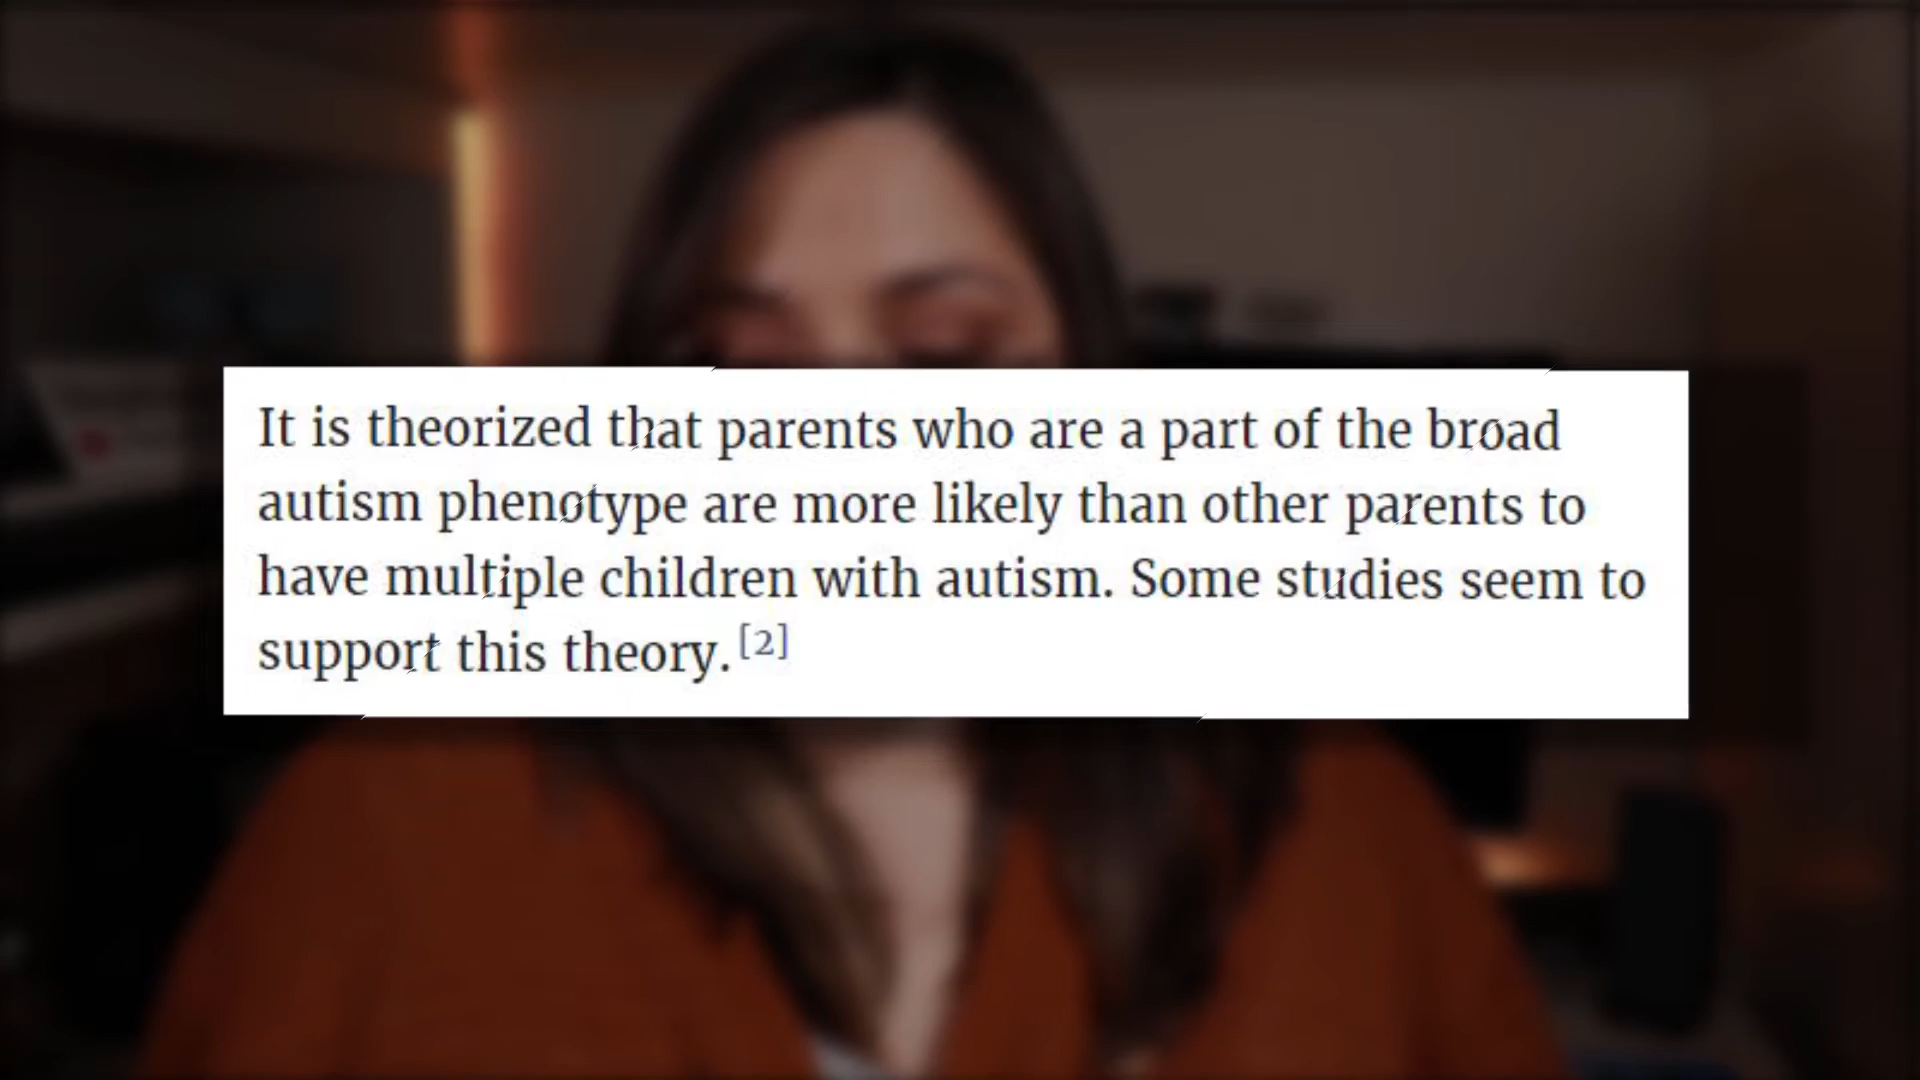 It is theorized that parents who are a part of the broad
autism phenotype are more likely than other parents to
have multiple children with autism. Some studies seem to
support this theory.[2]